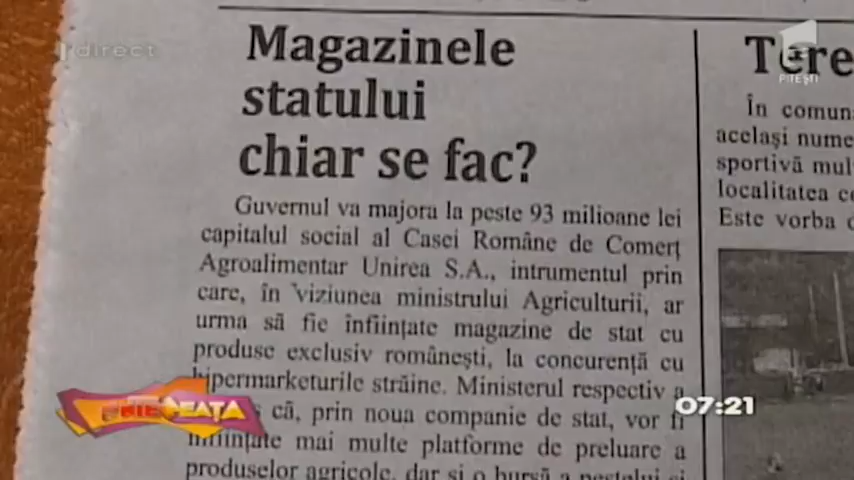 direct
PITEȘTI
Magazinele
statului
chiar se fac?
Guvernul va majora la peste 93 milioane lei
capitalul social al Casei Române de Comerț
Agroalimentar Unirea S.A., intrumentul prin
care, în viziunea ministrului Agriculturii, ar
urma să fie înființate magazine de stat cu
produse exclusiv românești, la concurență cu
hipermarketurile străine. Ministerul respectiv a
că, prin noua companie de stat, vor fi
înființate mai multe platforme de preluare a
produselor agricole, dar și o bursă a peștelui și
Tere
În comun
același nume
sportivă mul
localitatea ce
Este vorba d
07:21